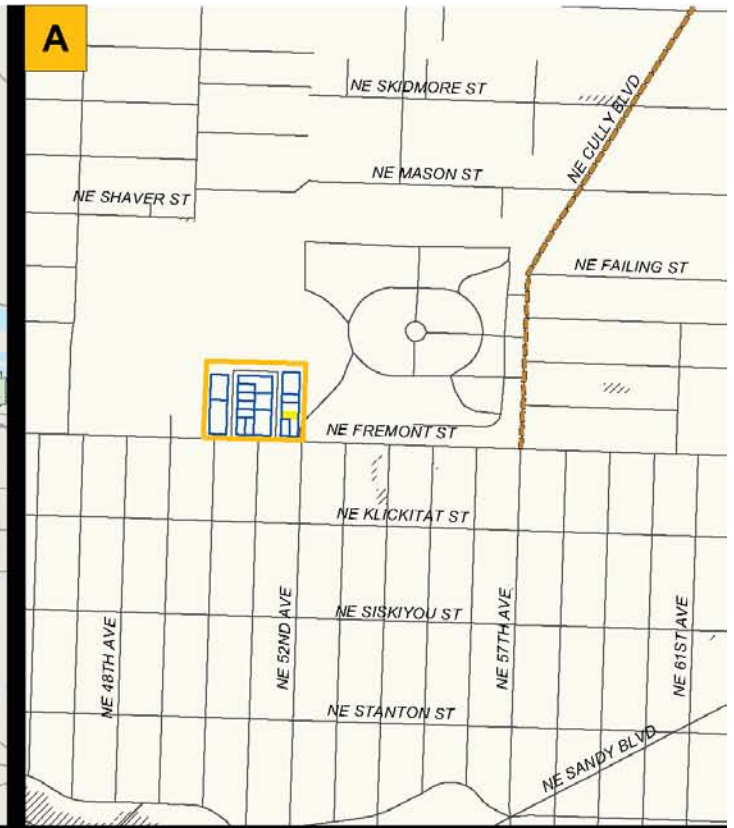 A
NE SKIDMORE ST
NE CULLY BLVD
NE MASON ST
NE SHAVER ST
NE FAILING ST
NE FREMONT ST
NE KLICKITAT ST
NE SISKIYOU ST
NE 48TH AVE
NE 52ND AVE
NE 57TH AVE
NE 61ST AVE
NE STANTON ST
NE SANDY BLVD